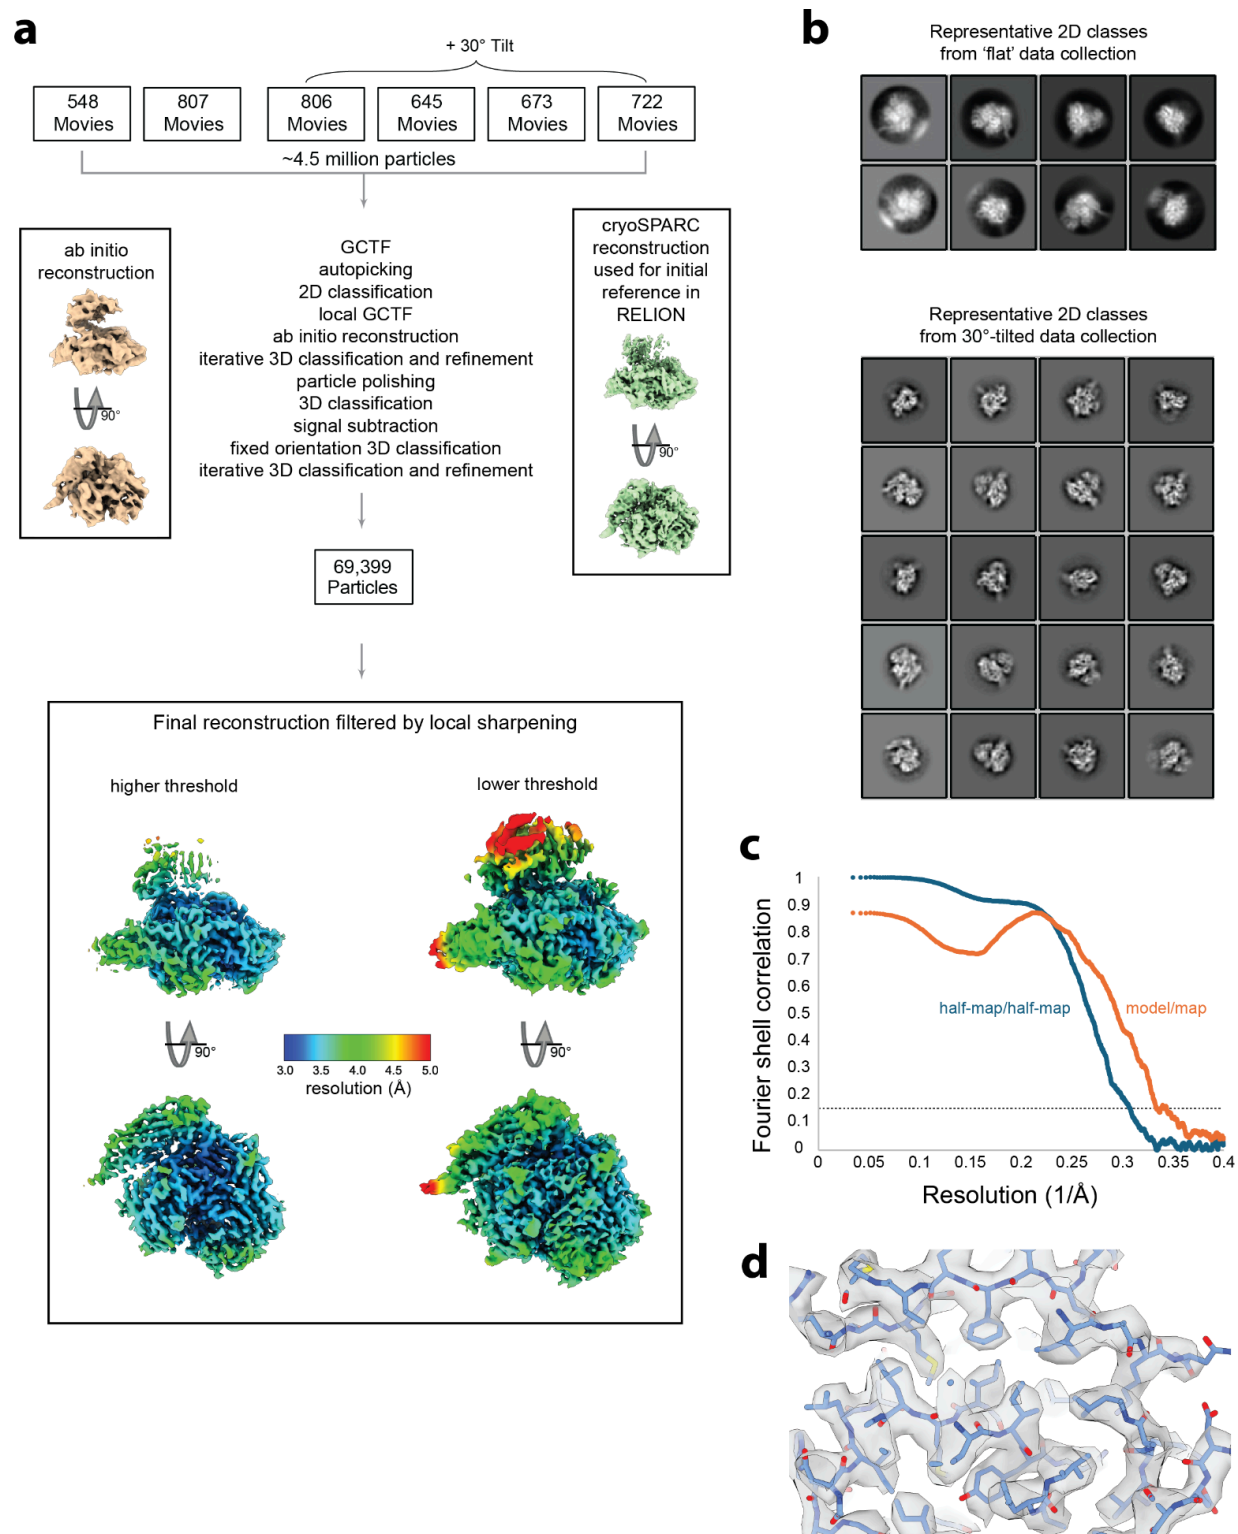 a
+ 30° Tilt
548
Movies
807
Movies
806
Movies
645
Movies
673
Movies
722
Movies
~4.5 million particles
ab initio
reconstruction
90°
GCTF
autopicking
2D classification
local GCTF
ab initio reconstruction
iterative 3D classification and refinement
particle polishing
3D classification
signal subtraction
fixed orientation 3D classification
iterative 3D classification and refinement
cryoSPARC
reconstruction
used for initial
reference in
RELION
90°
69,399
Particles
Final reconstruction filtered by local sharpening
higher threshold
lower threshold
90°
90°
3.0 3.5 4.0 4.5 5.0
resolution (Å)
b
Representative 2D classes
from ‘flat’ data collection
Representative 2D classes
from 30°-tilted data collection
c
Fourier shell correlation
1
0.9
0.8
0.7
0.6
0.5
0.4
0.3
0.2
0.1
0
half-map/half-map
model/map
0 0.05 0.1 0.15 0.2 0.25 0.3 0.35 0.4
Resolution (1/Å)
d